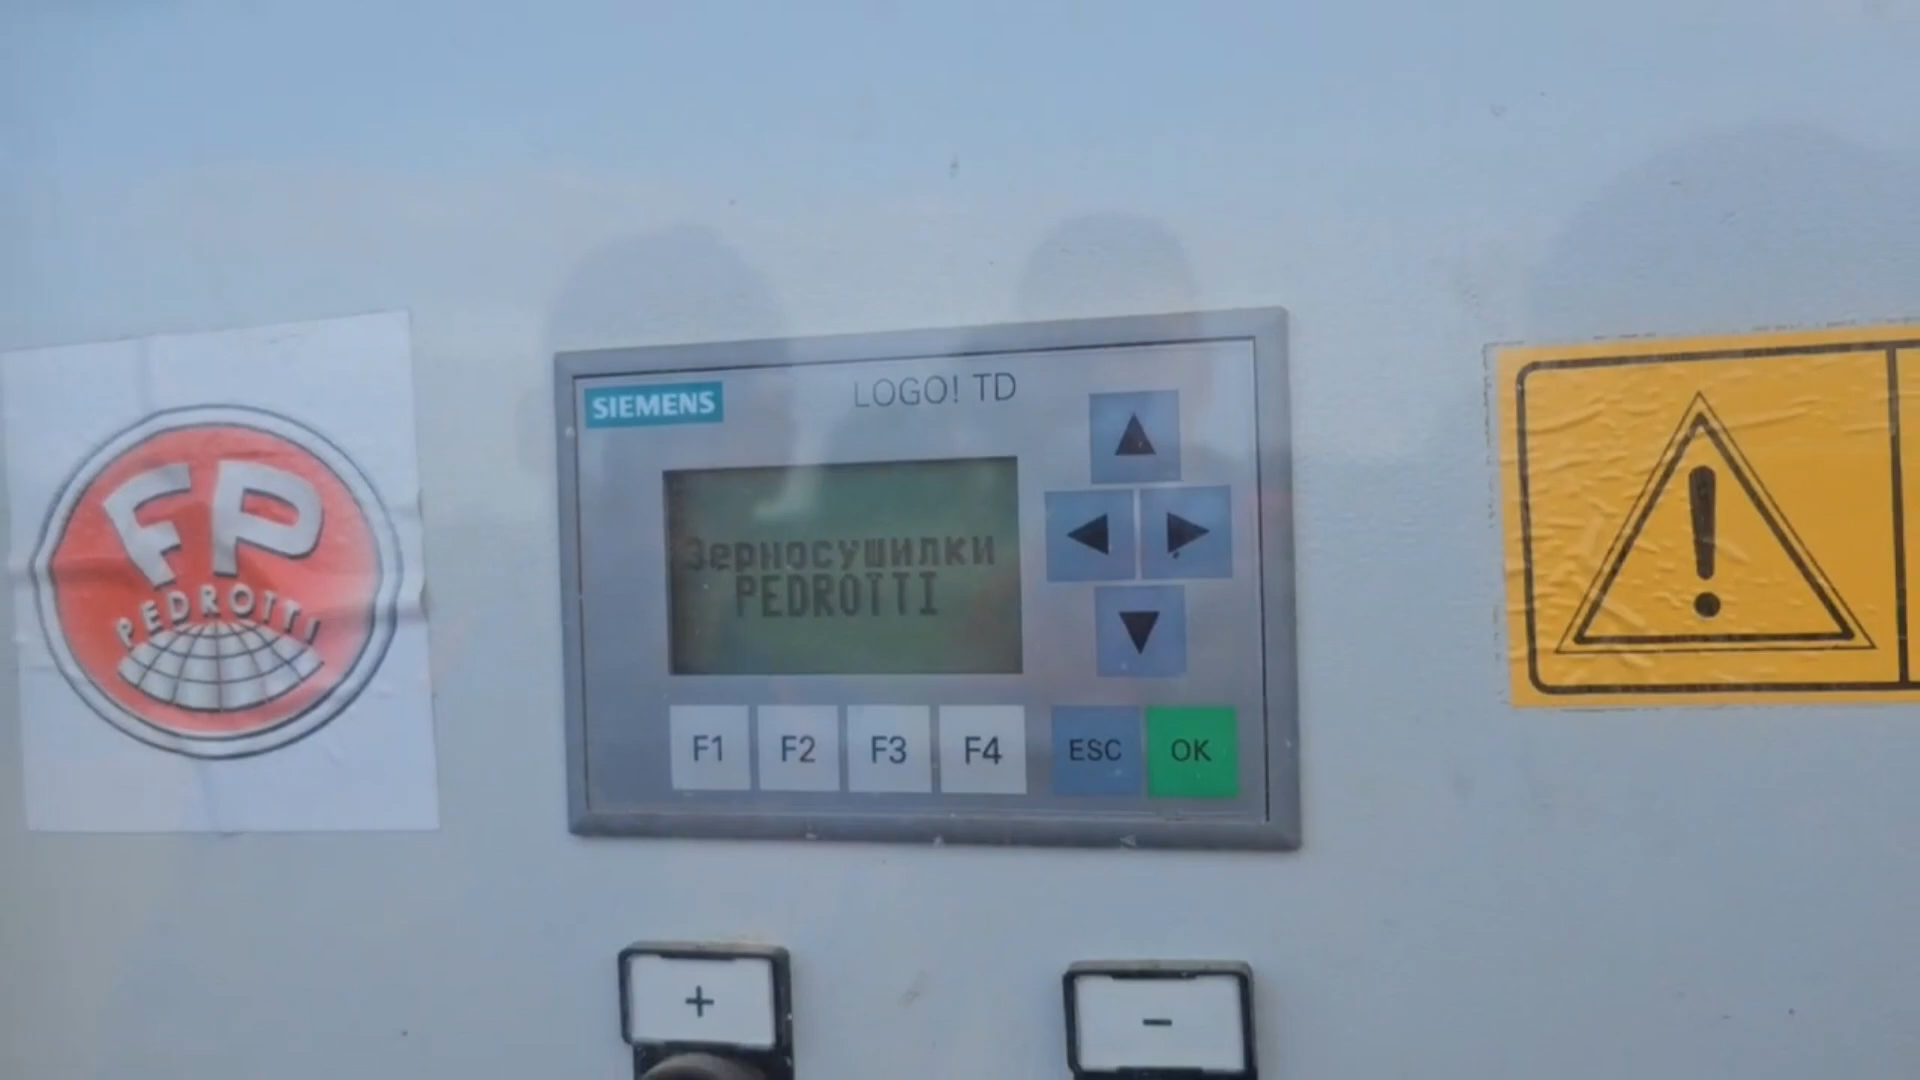 FP
PEDROTTI
SIEMENS
LOGO! TD
Зерносушилки
PEDROTTI
F1 F2 F3 F4 ESC OK
+ -